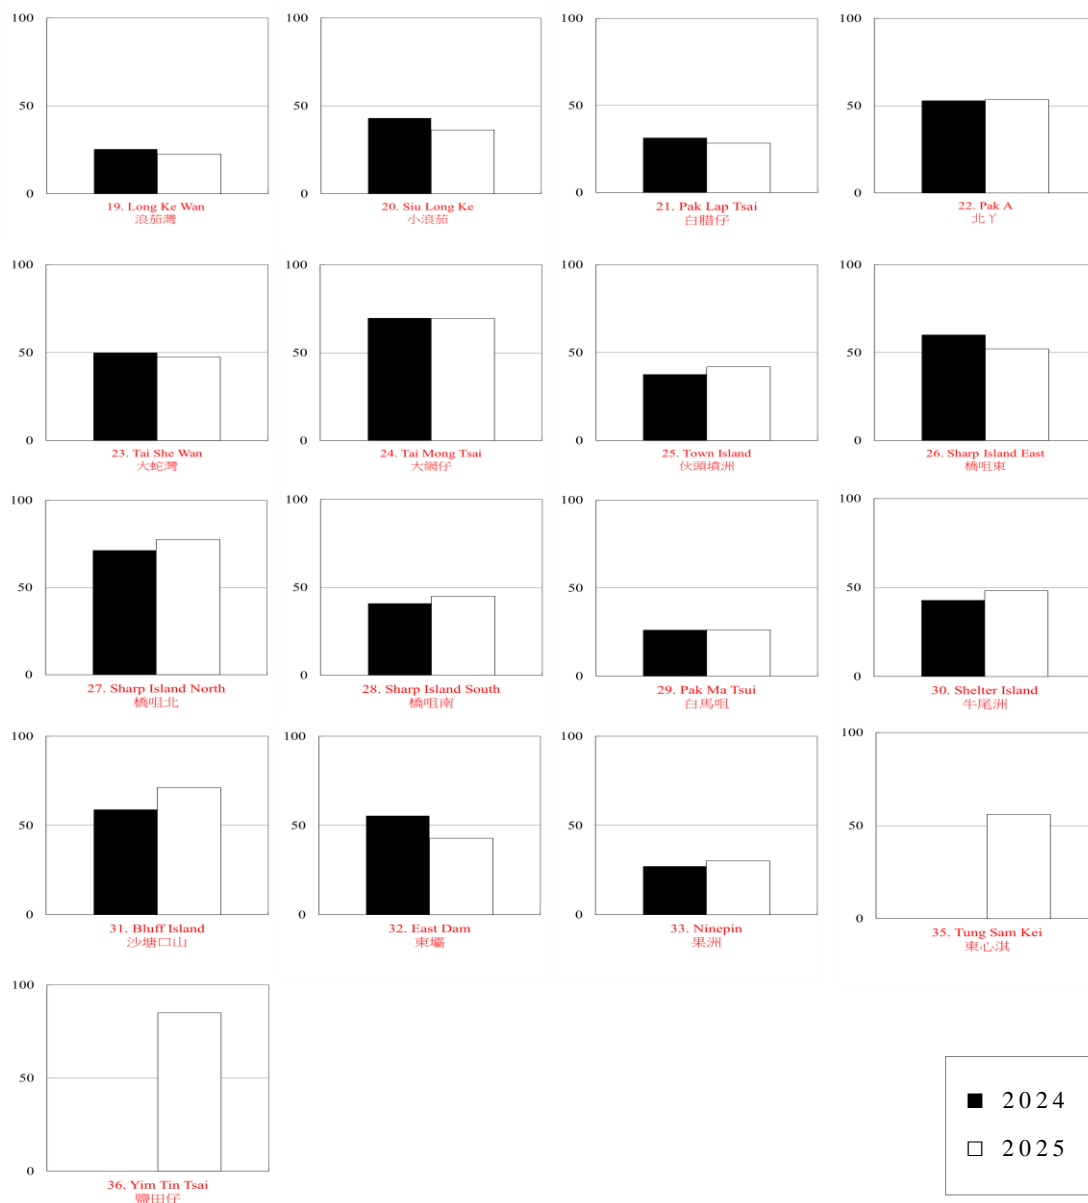 100
50
0
19. Long Ke Wan
浪茄灣
100
50
0
20. Siu Long Ke
小浪茄
100
50
0
21. Pak Lap Tsai
白腊仔
100
50
0
22. Pak A
北丫
100
50
0
23. Tai She Wan
大蛇灣
100
50
0
24. Tai Mong Tsai
大網仔
100
50
0
25. Town Island
伙頭墳洲
100
50
0
26. Sharp Island East
橋咀東
100
50
0
27. Sharp Island North
橋咀北
100
50
0
28. Sharp Island South
橋咀南
100
50
0
29. Pak Ma Tsui
白馬咀
100
50
0
30. Shelter Island
牛尾洲
100
50
0
31. Bluff Island
沙塘口山
100
50
0
32. East Dam
東壩
100
50
0
33. Ninepin
果洲
100
50
0
35. Tung Sam Kei
東心淇
100
50
0
36. Yim Tin Tsai
鹽田仔
2024
2025